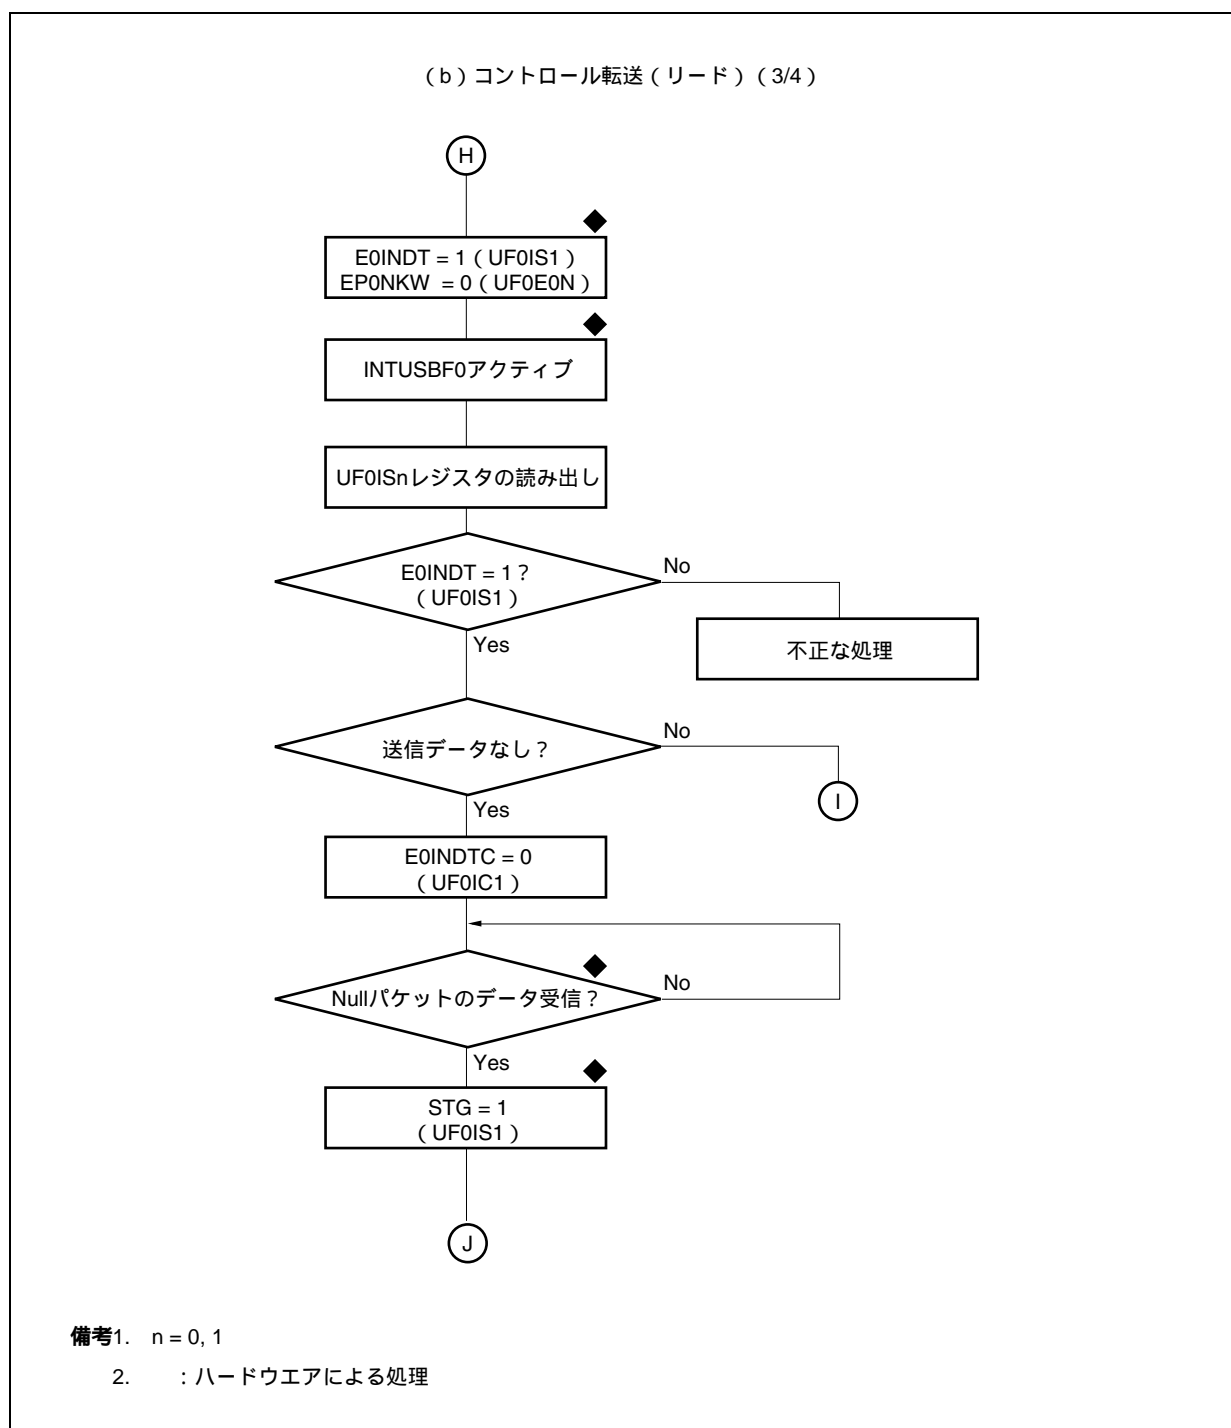 （b）コントロール転送（リード）（3/4）
H
E0INDT = 1（UF0IS1）
EP0NKW = 0（UF0E0N）
INTUSBF0アクティブ
UF0ISnレジスタの読み出し
E0INDT = 1？
（UF0IS1）
No
Yes
不正な処理
送信データなし？
No
Yes
I
E0INDTC = 0
（UF0IC1）
Nullパケットのデータ受信？
No
Yes
STG = 1
（UF0IS1）
J
備考1. n = 0, 1
2. ：ハードウエアによる処理